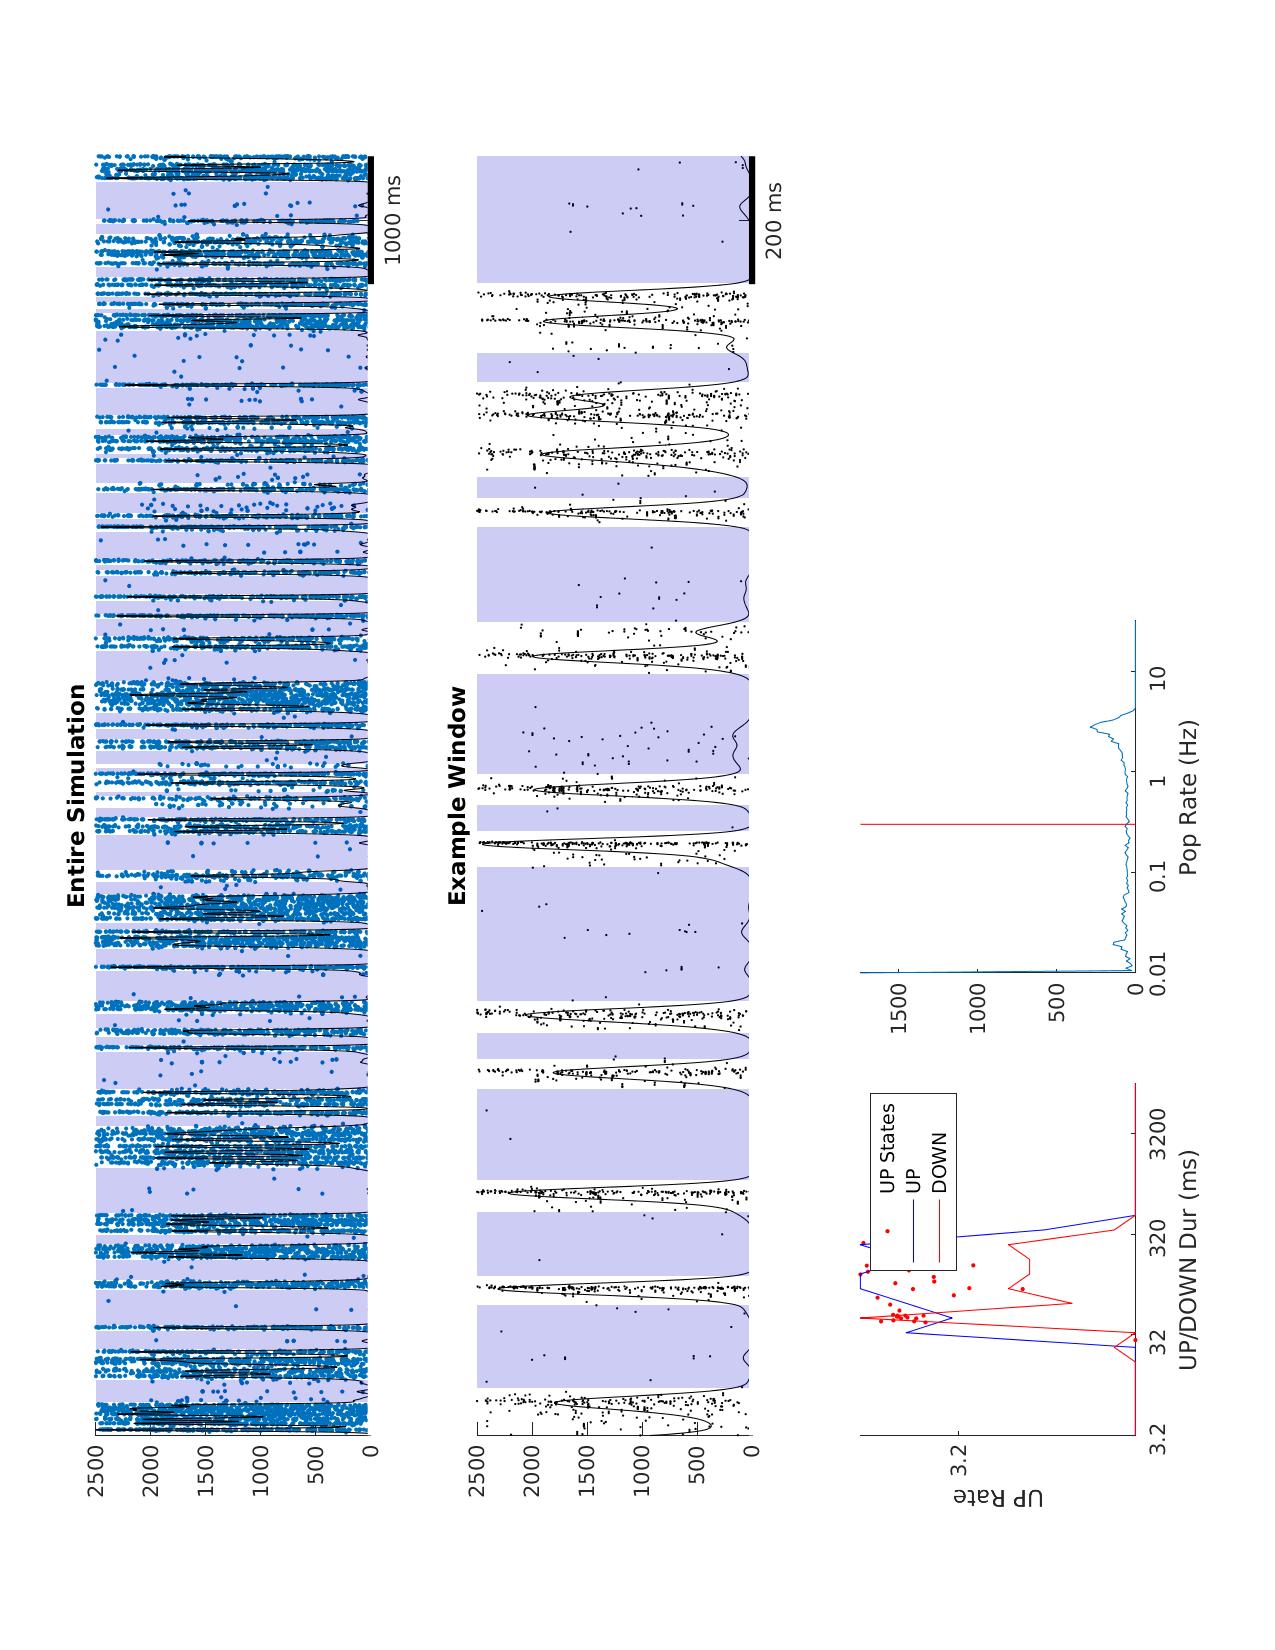 Entire Simulation
2500
2000
1500
1000
500
0
1000 ms
Example Window
2500
2000
1500
1000
500
0
200 ms
UP Rate
3.2
UP States
UP
DOWN
3.2 32 320 3200
UP/DOWN Dur (ms)
1500
1000
500
0
0.01 0.1 1 10
Pop Rate (Hz)